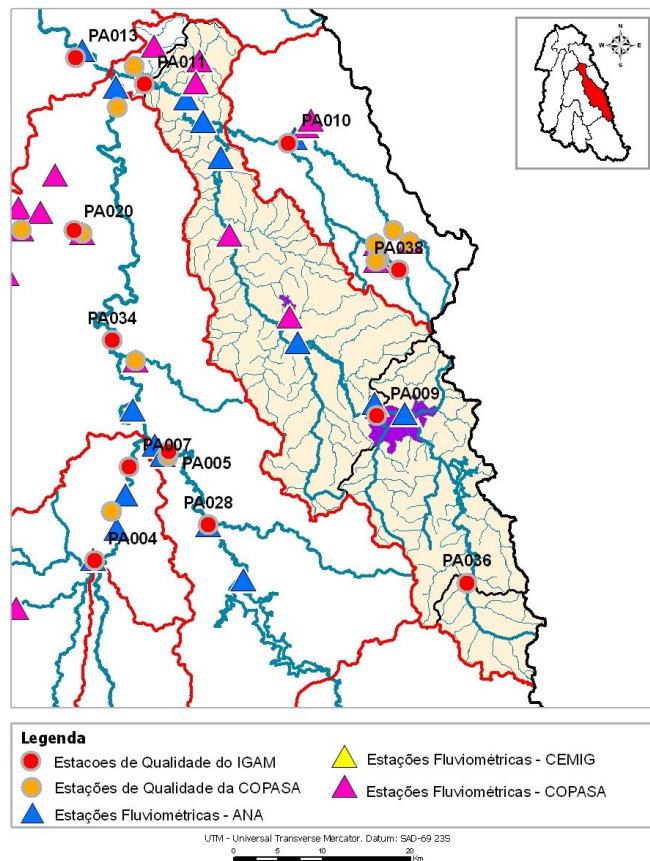 PA013
PA011
N
W E
S
PA010
PA020
PA038
PA034
PA009
PA007
PA005
PA028
PA004
PA036
Legenda
Estacoes de Qualidade do IGAM
Estações de Qualidade da COPASA
Estações Fluviométricas - ANA
Estações Fluviométricas - CEMIG
Estações Fluviométricas - COPASA
UTM - Universal Transverse Mercator. Datum: SAD-69 23S
0 10 20
Km